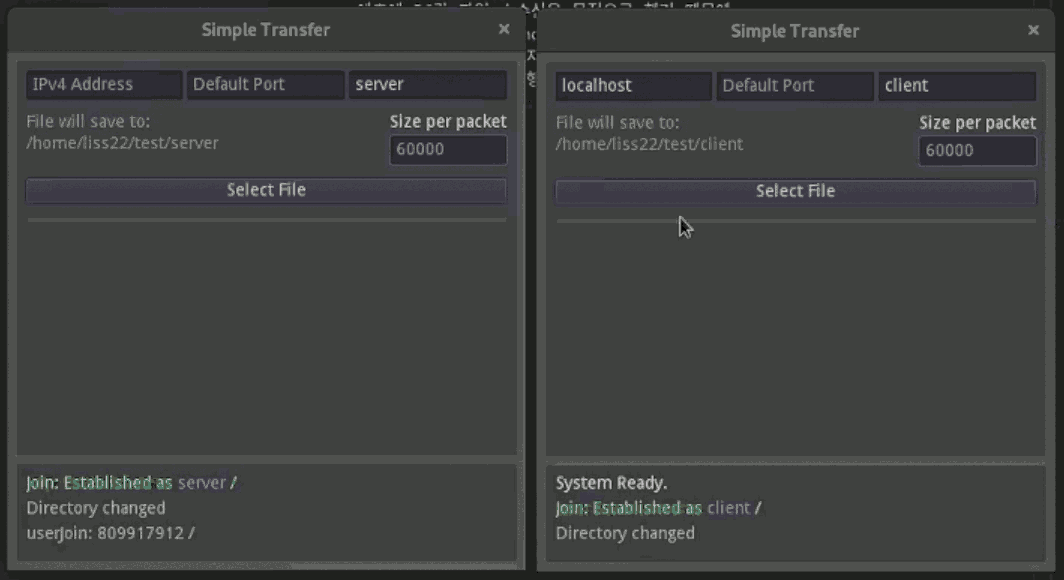 Simple Transfer
×
IPv4 Address Default Port server
File will save to: Size per packet
/home/liss22/test/server
60000
Select File
Join: Established as server /
Directory changed
userJoin: 809917912 /
Simple Transfer
×
localhost Default Port client
File will save to: Size per packet
/home/liss22/test/client
60000
Select File
System Ready.
Join: Established as client /
Directory changed